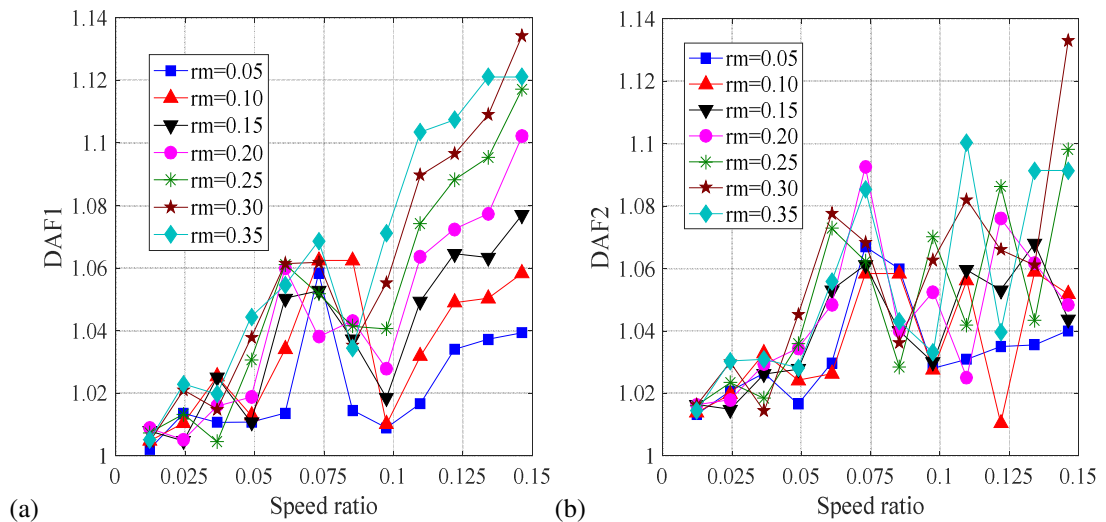 1.14
1.12
1.1
1.08
1.06
1.04
1.02
1
DAF1
rm=0.05
rm=0.10
rm=0.15
rm=0.20
rm=0.25
rm=0.30
rm=0.35
0 0.025 0.05 0.075 0.1 0.125 0.15
Speed ratio
(a)
1.14
1.12
1.1
1.08
1.06
1.04
1.02
1
DAF2
rm=0.05
rm=0.10
rm=0.15
rm=0.20
rm=0.25
rm=0.30
rm=0.35
0 0.025 0.05 0.075 0.1 0.125 0.15
Speed ratio
(b)